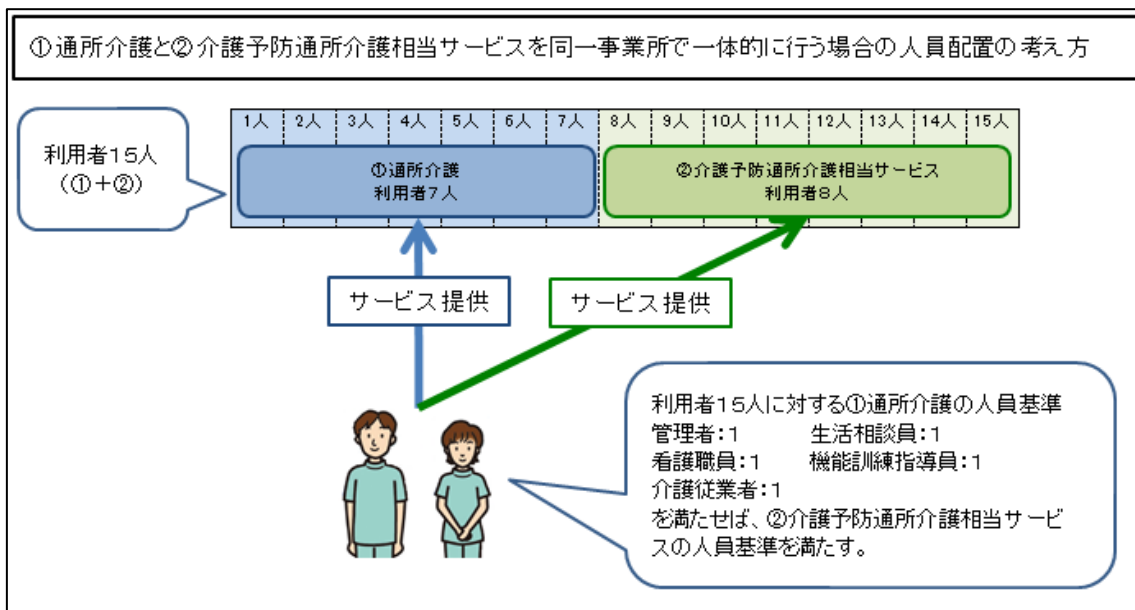 ①通所介護と②介護予防通所介護相当サービスを同一事業所で一体的に行う場合の人員配置の考え方
1人 2人 3人 4人 5人 6人 7人 8人 9人 10人 11人 12人 13人 14人 15人
利用者15人
(①+②)
①通所介護
利用者7人
②介護予防通所介護相当サービス
利用者8人
サービス提供
サービス提供
利用者15人に対する①通所介護の人員基準
管理者:1 生活相談員:1
看護職員:1 機能訓練指導員:1
介護従業者:1
を満たせば、②介護予防通所介護相当サービ
スの人員基準を満たす。